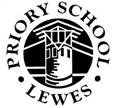 PRIORY SCHOOL
· LEWES ·